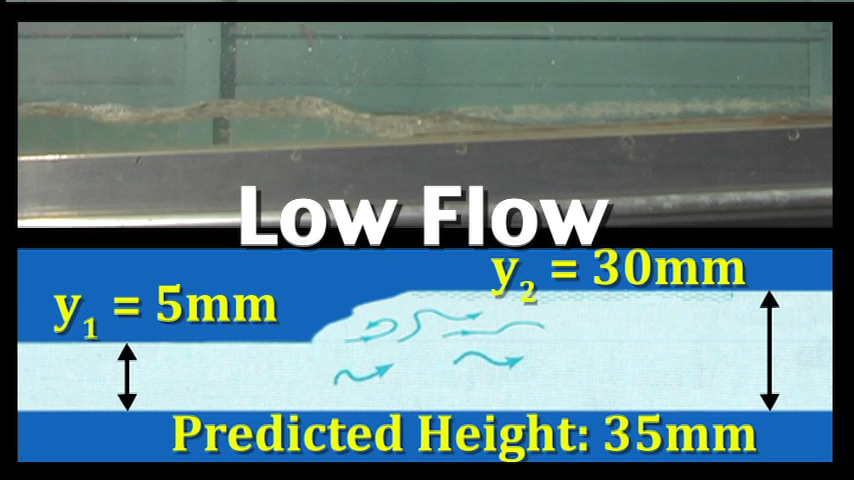 Low Flow
y₁ = 5mm
y₂ = 30mm
Predicted Height: 35mm